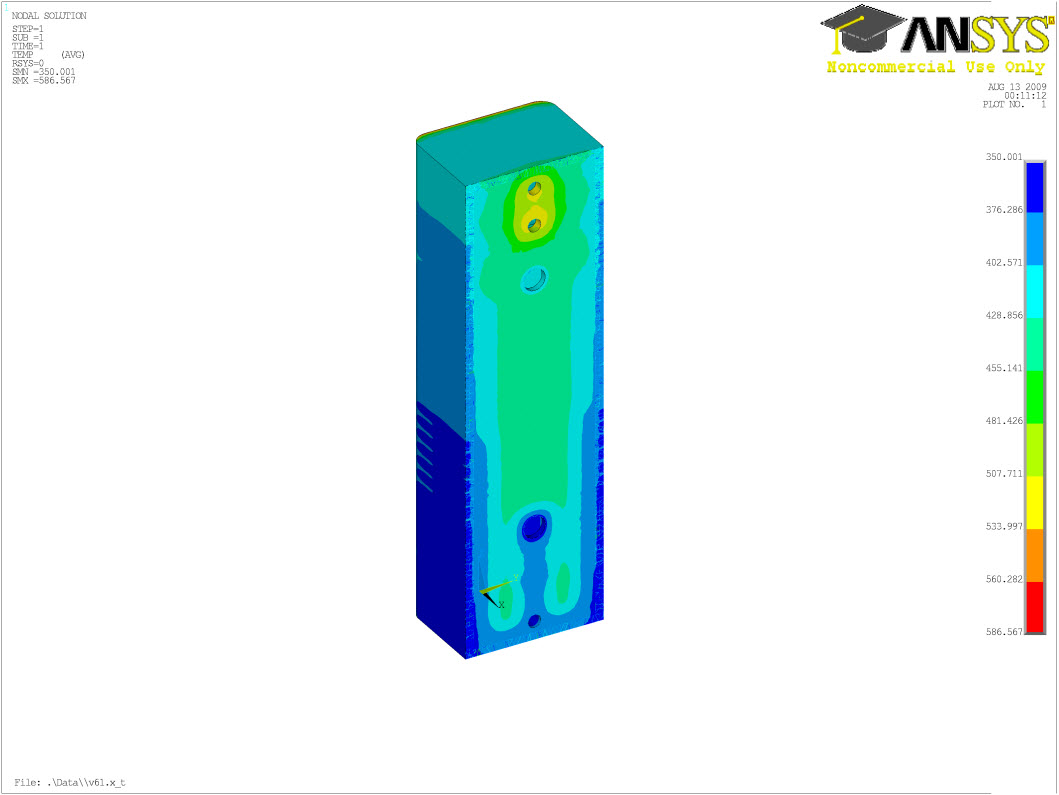 1
NODAL SOLUTION
STEP=1
SUB =1
TIME=1
TEMP (AVG)
RSYS=0
SMN =350.001
SMX =586.567
ANSYS
Noncommercial Use Only
AUG 13 2009
00:11:12
PLOT NO. 1
350.001
376.286
402.571
428.856
455.141
481.426
507.711
533.997
560.282
586.567
Y
X
File: .\Data\\v61.x_t